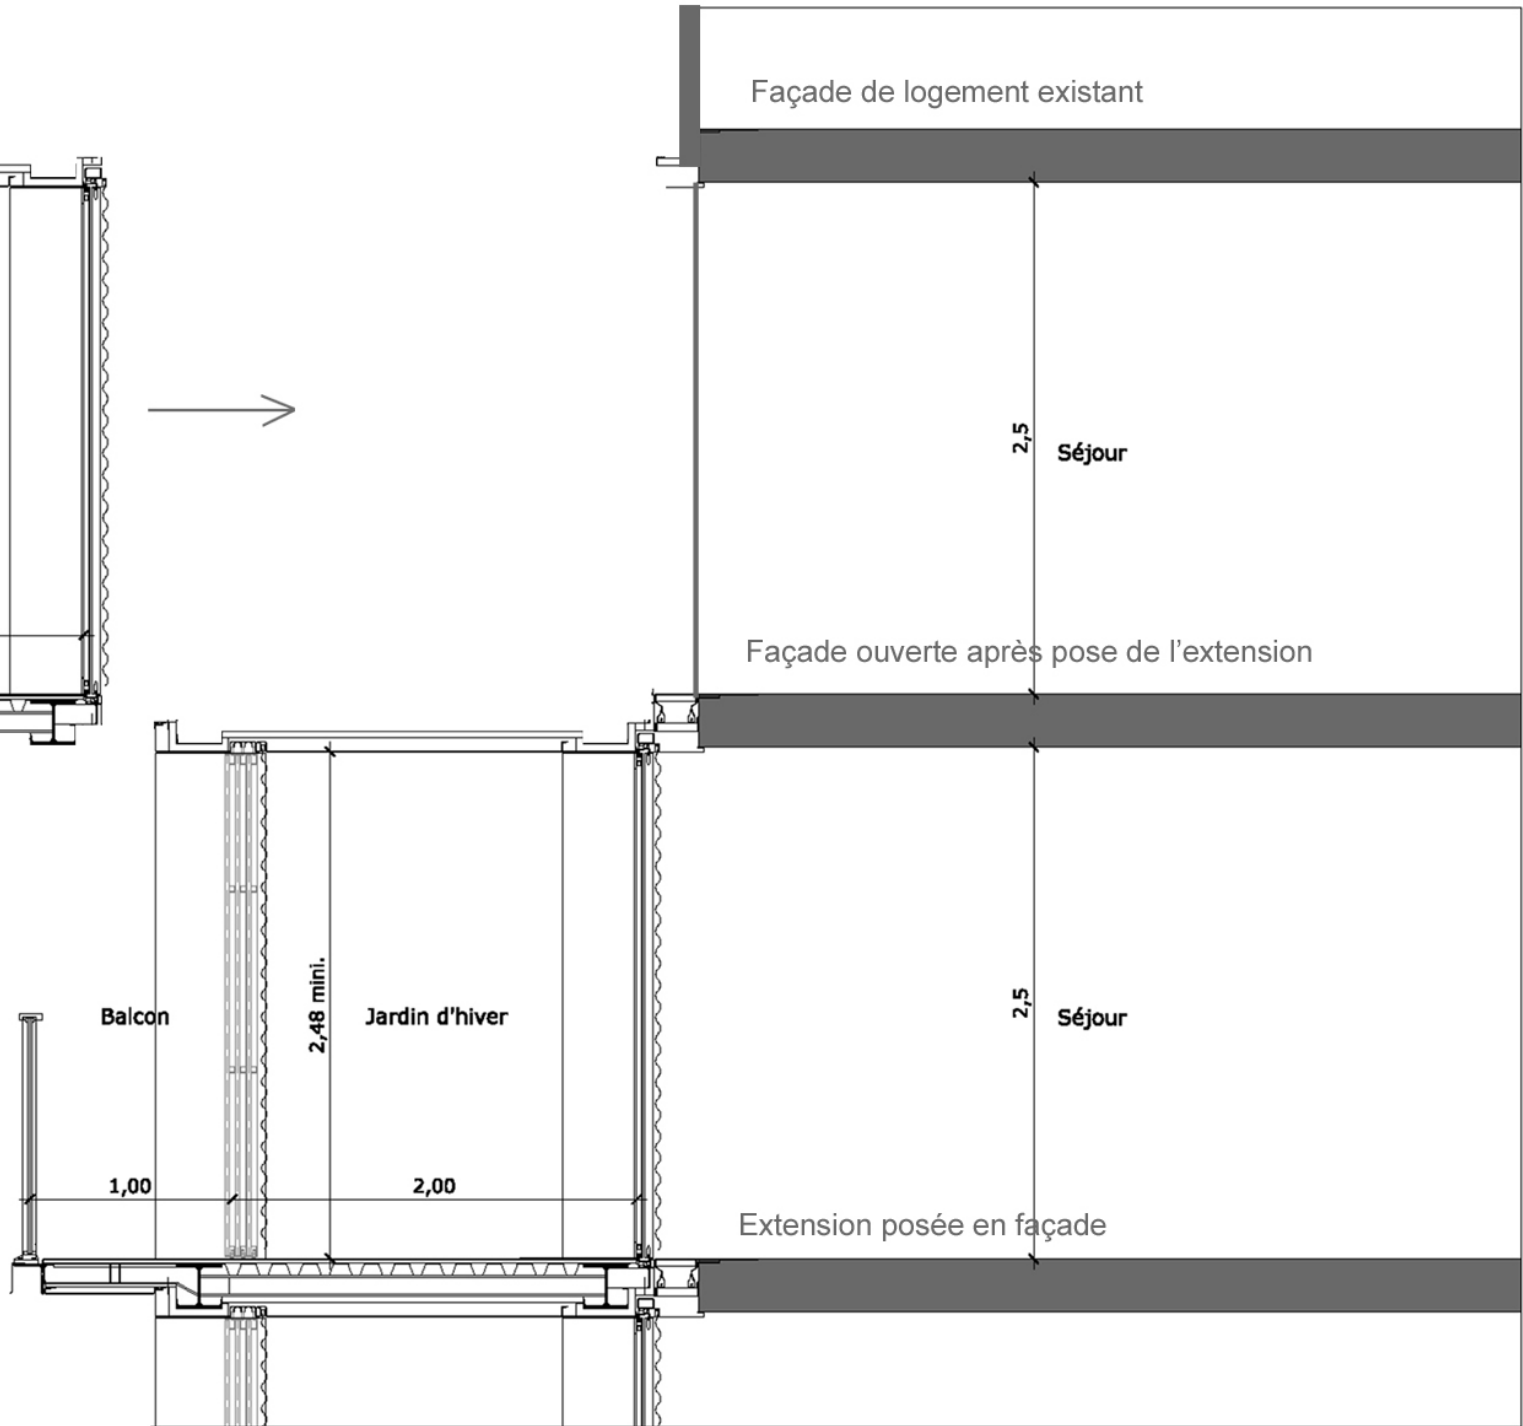 Façade de logement existant
2,5
Séjour
Façade ouverte après pose de l’extension
Balcon
2,48 mini.
Jardin d'hiver
2,5
Séjour
1,00
2,00
Extension posée en façade